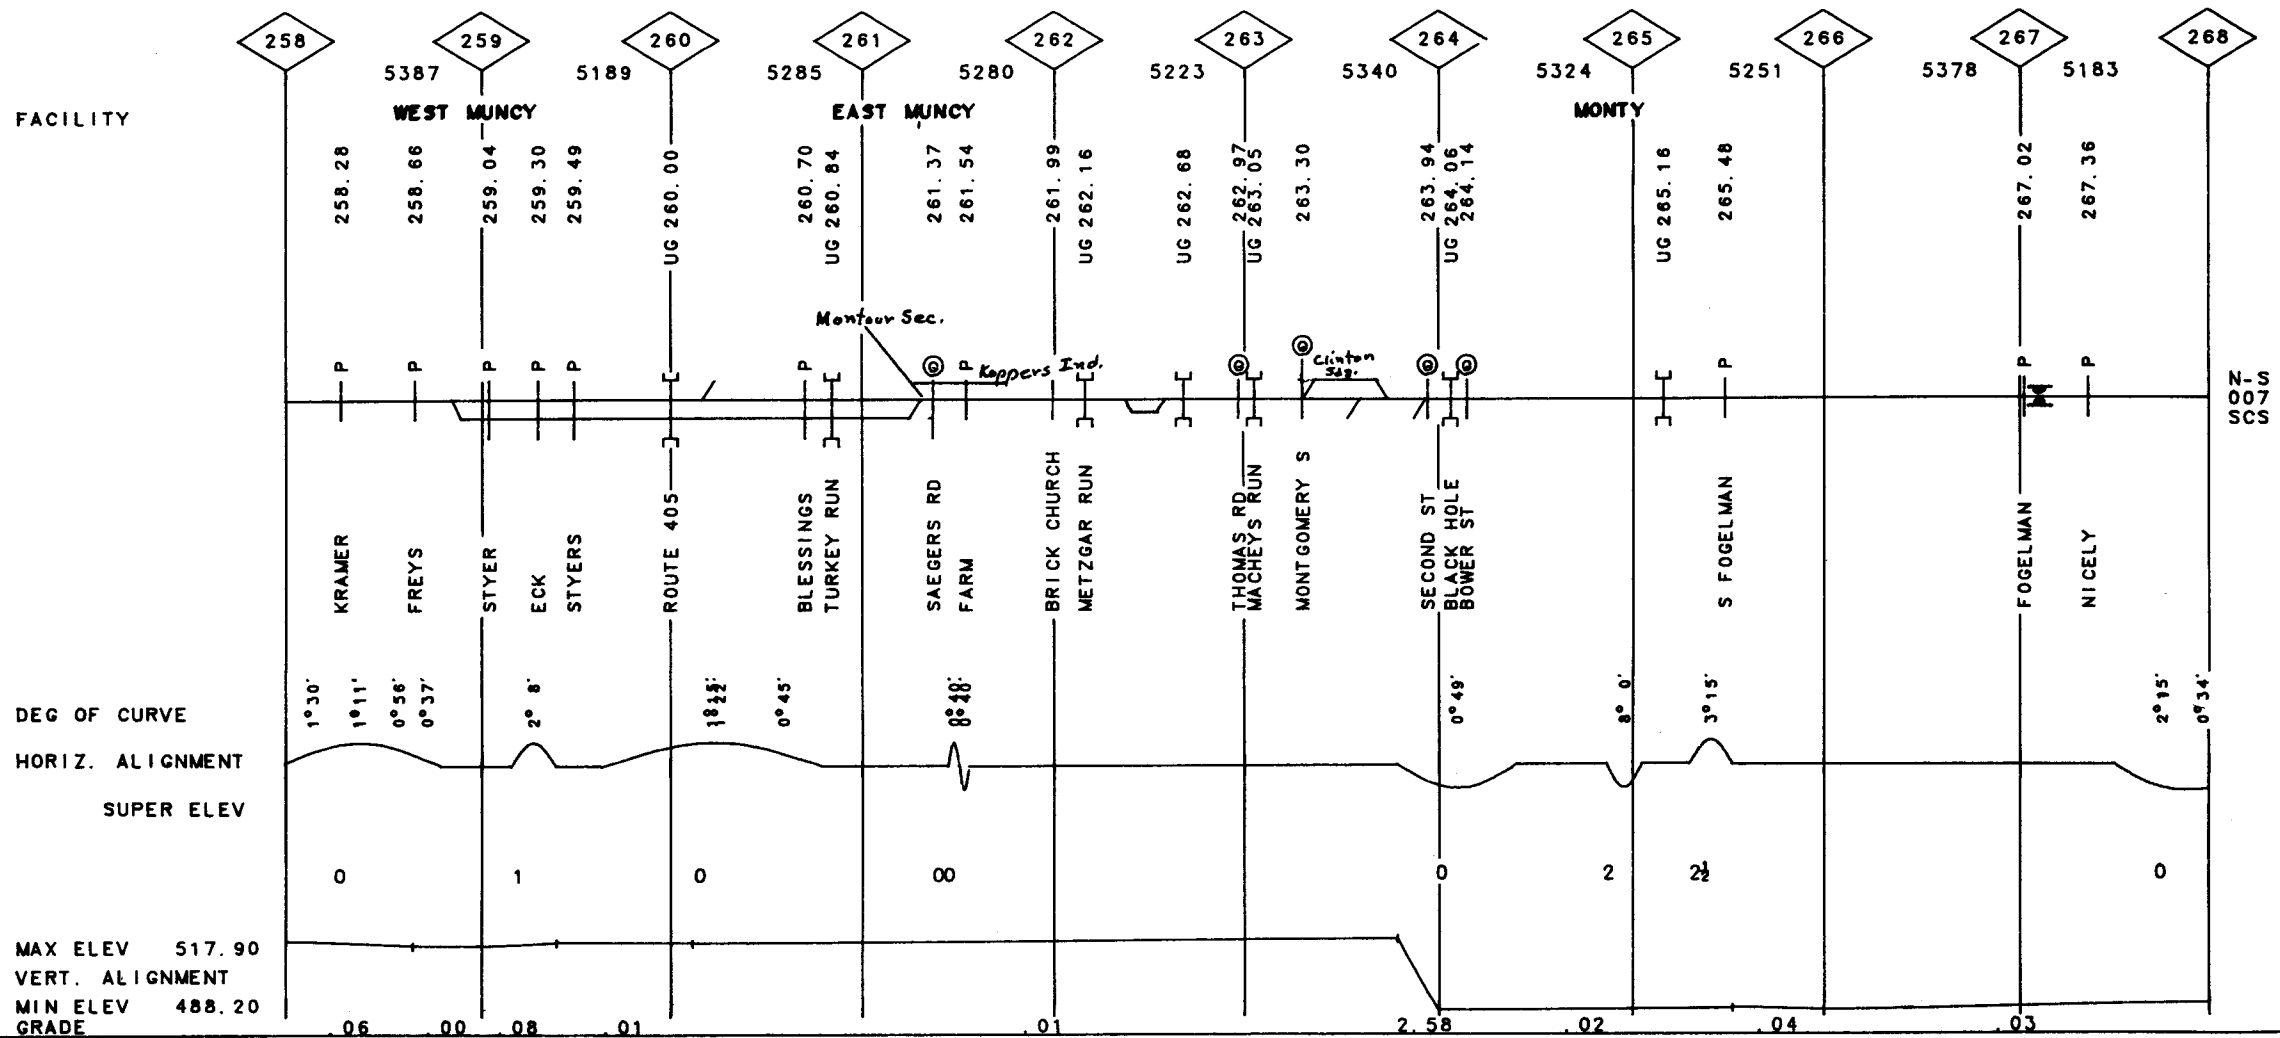 258 259 260 261 262 263 264 265 266 267 268
5387 5189 5285 5280 5223 5340 5324 5251 5378 5183
FACILITY
WEST MUNCY EAST MUNCY MONTY
258.28
258.66
259.04
259.30
259.49
UG 260.00
260.70
UG 260.84
261.37
261.54
261.99
UG 262.16
UG 262.68
262.97
UG 263.05
263.30
263.94
UG 264.06
264.14
UG 265.16
265.48
267.02
267.36
Montour Sec.
Koppers Ind.
Clinton
Sdg.
P P P P P P Q P Q Q Q Q P P P
N-S
007
SCS
KRAMER
FREYS
STYER
ECK
STYERS
ROUTE 405
BLESSINGS
TURKEY RUN
SAEGERS RD
FARM
BRICK CHURCH
METZGAR RUN
THOMAS RD
MACHEYS RUN
MONTGOMERY S
SECOND ST
BLACK HOLE
BOWER ST
S FOGELMAN
FOGELMAN
NICELY
DEG OF CURVE
1°30'
1°11'
0°56'
0°37'
2° 8'
0°45'
0°40'
0°49'
8° 0'
3°15'
2°15'
0°34'
HORIZ. ALIGNMENT
SUPER ELEV
0 1 0 0 0 0 2 2½ 0
MAX ELEV 517.90
VERT. ALIGNMENT
MIN ELEV 488.20
GRADE .06 .00 .08 .01 .01 2.58 .02 .04 .03